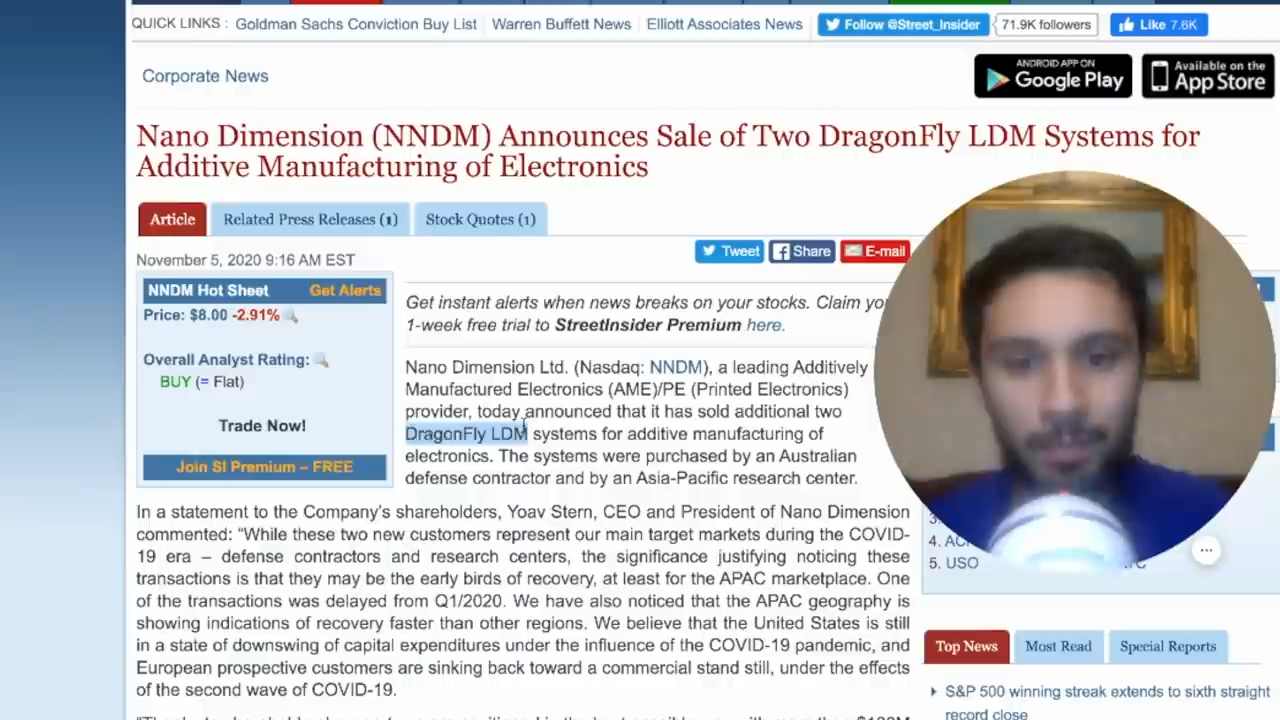 QUICK LINKS : Goldman Sachs Conviction Buy List Warren Buffett News Elliott Associates News Follow @Street_Insider 71.9K followers Like 7.6K
Corporate News
ANDROID APP ON
Google Play
Available on the
App Store
Nano Dimension (NNDM) Announces Sale of Two DragonFly LDM Systems for
Additive Manufacturing of Electronics
Article Related Press Releases (1) Stock Quotes (1)
November 5, 2020 9:16 AM EST
Tweet Share E-mail
NNDM Hot Sheet Get Alerts
Price: $8.00 -2.91%
Overall Analyst Rating:
BUY (= Flat)
Trade Now!
Join SI Premium – FREE
Get instant alerts when news breaks on your stocks. Claim
1-week free trial to StreetInsider Premium here.
Nano Dimension Ltd. (Nasdaq: NNDM), a leading Additively
Manufactured Electronics (AME)/PE (Printed Electronics)
provider, today announced that it has sold additional two
DragonFly LDM systems for additive manufacturing of
electronics. The systems were purchased by an Australian
defense contractor and by an Asia-Pacific research center.
In a statement to the Company's shareholders, Yoav Stern, CEO and President of Nano Dimension
commented: “While these two new customers represent our main target markets during the COVID-
19 era – defense contractors and research centers, the significance justifying noticing these
transactions is that they may be the early birds of recovery, at least for the APAC marketplace. One
of the transactions was delayed from Q1/2020. We have also noticed that the APAC geography is
showing indications of recovery faster than other regions. We believe that the United States is still
in a state of downswing of capital expenditures under the influence of the COVID-19 pandemic, and
European prospective customers are sinking back toward a commercial stand still, under the effects
of the second wave of COVID-19.
3.
4.
5. USO
Top News Most Read Special Reports
S&P 500 winning streak extends to sixth straight
record close